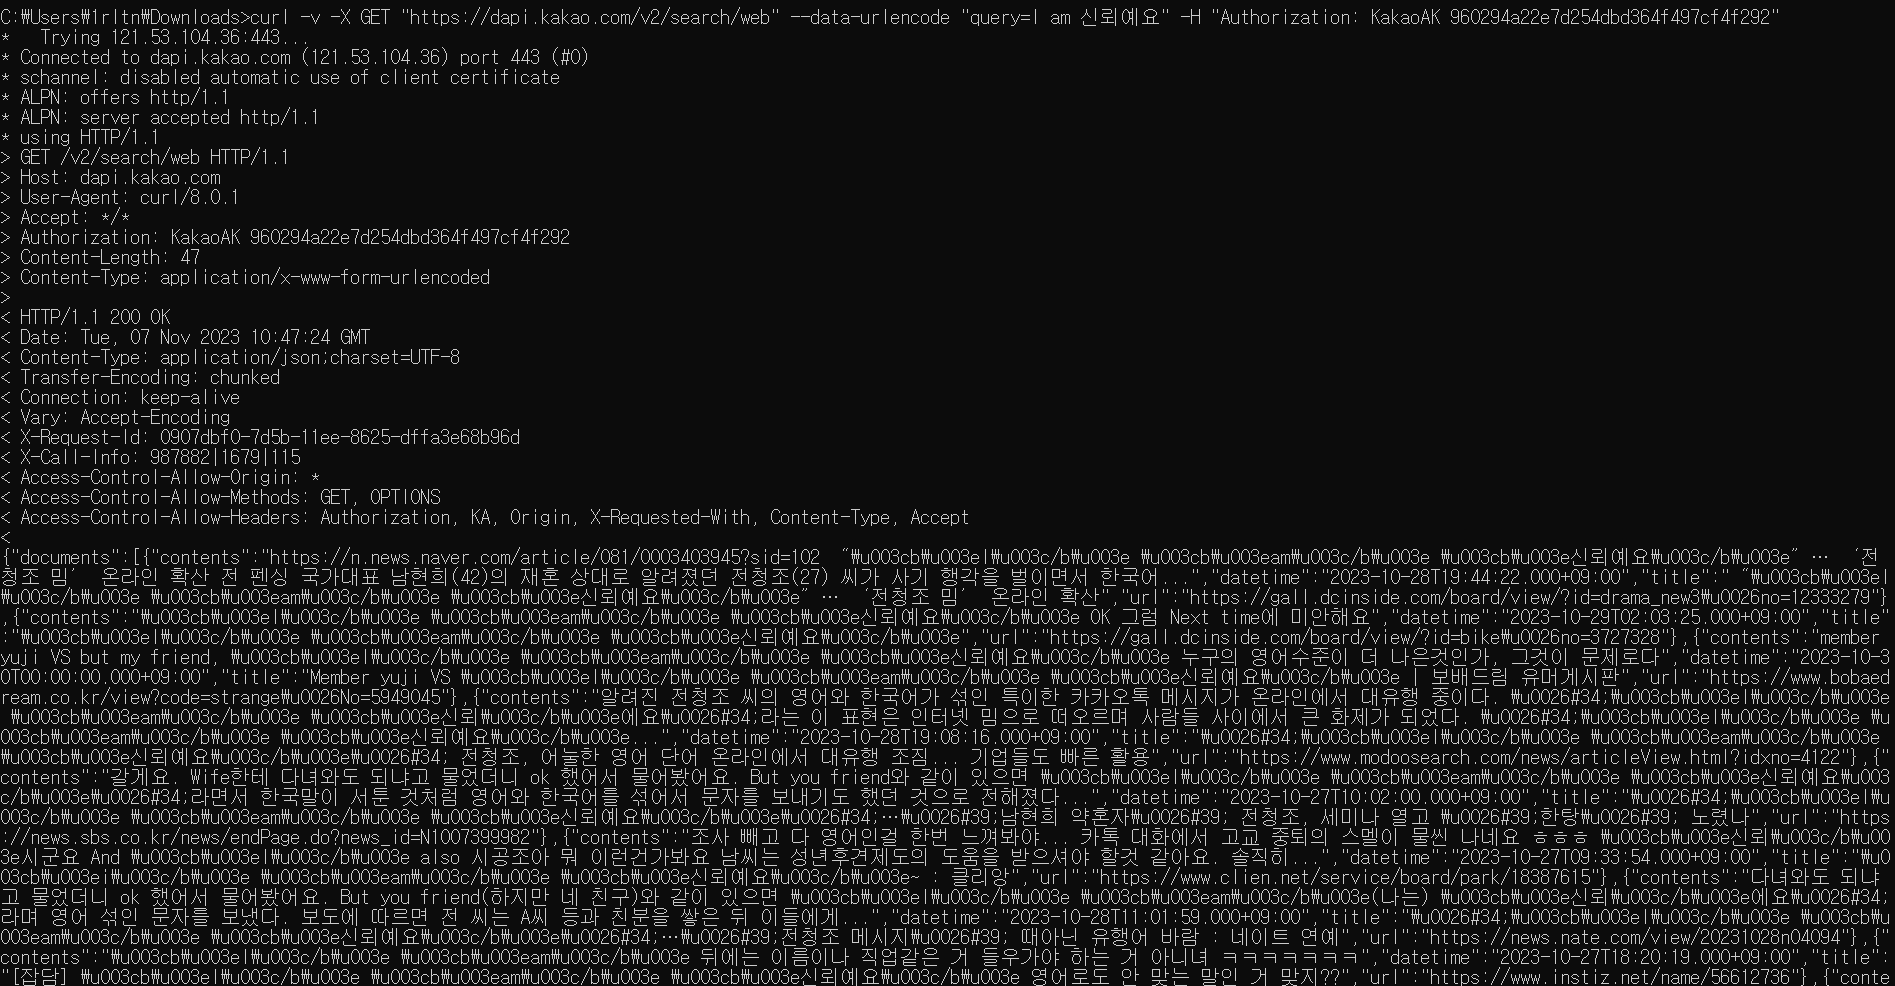 C:\Users\1rltn\Downloads>curl -v -X GET "https://dapi.kakao.com/v2/search/web" --data-urlencode "query=I am 신뢰예요" -H "Authorization: KakaoAK 960294a22e7d254dbd364f497cf4f292"
*   Trying 121.53.104.36:443...
* Connected to dapi.kakao.com (121.53.104.36) port 443 (#0)
* schannel: disabled automatic use of client certificate
* ALPN: offers http/1.1
* ALPN: server accepted http/1.1
* using HTTP/1.1
> GET /v2/search/web HTTP/1.1
> Host: dapi.kakao.com
> User-Agent: curl/8.0.1
> Accept: */*
> Authorization: KakaoAK 960294a22e7d254dbd364f497cf4f292
> Content-Length: 47
> Content-Type: application/x-www-form-urlencoded
>
< HTTP/1.1 200 OK
< Date: Tue, 07 Nov 2023 10:47:24 GMT
< Content-Type: application/json;charset=UTF-8
< Transfer-Encoding: chunked
< Connection: keep-alive
< Vary: Accept-Encoding
< X-Request-Id: 0907dbf0-7d5b-11ee-8625-dffa3e68b96d
< X-Call-Info: 987882|1679|115
< Access-Control-Allow-Origin: *
< Access-Control-Allow-Methods: GET, OPTIONS
< Access-Control-Allow-Headers: Authorization, KA, Origin, X-Requested-With, Content-Type, Accept
<
{"documents":[{"contents":"https://n.news.naver.com/article/081/0003403945?sid=102  “\u003cb\u003eI\u003c/b\u003e \u003cb\u003eam\u003c/b\u003e \u003cb\u003e신뢰예요\u003c/b\u003e” …  ‘전
청조 밈’ 온라인 확산 전 펜싱 국가대표 남현희(42)의 재혼 상대로 알려졌던 전청조(27) 씨가 사기 행각을 벌이면서 한국어...","datetime":"2023-10-28T19:44:22.000+09:00","title":" “\u003cb\u003eI
\u003c/b\u003e \u003cb\u003eam\u003c/b\u003e \u003cb\u003e신뢰예요\u003c/b\u003e” …  ‘전청조 밈’ 온라인 확산","url":"https://gall.dcinside.com/board/view/?id=drama_new3\u0026no=12333279"}
,{"contents":"\u003cb\u003eI\u003c/b\u003e \u003cb\u003eam\u003c/b\u003e \u003cb\u003e신뢰예요\u003c/b\u003e OK 그럼 Next time에 미안해요","datetime":"2023-10-29T02:03:25.000+09:00","title"
:"\u003cb\u003eI\u003c/b\u003e \u003cb\u003eam\u003c/b\u003e \u003cb\u003e신뢰예요\u003c/b\u003e","url":"https://gall.dcinside.com/board/view/?id=bike\u0026no=3727328"},{"contents":"member
yuji VS but my friend, \u003cb\u003eI\u003c/b\u003e \u003cb\u003eam\u003c/b\u003e \u003cb\u003e신뢰예요\u003c/b\u003e 누구의 영어수준이 더 나은것인가, 그것이 문제로다","datetime":"2023-10-3
0T00:00:00.000+09:00","title":"Member yuji VS \u003cb\u003eI\u003c/b\u003e \u003cb\u003eam\u003c/b\u003e \u003cb\u003e신뢰예요\u003c/b\u003e | 보배드림 유머게시판","url":"https://www.bobaed
ream.co.kr/view?code=strange\u0026No=5949045"},{"contents":"알려진 전청조 씨의 영어와 한국어가 섞인 특이한 카카오톡 메시지가 온라인에서 대유행 중이다. \u0026#34;\u003cb\u003eI\u003c/b\u003e
 \u003cb\u003eam\u003c/b\u003e \u003cb\u003e신뢰\u003c/b\u003e에요\u0026#34;라는 이 표현은 인터넷 밈으로 떠오르며 사람들 사이에서 큰 화제가 되었다. \u0026#34;\u003cb\u003eI\u003c/b\u003e \
u003cb\u003eam\u003c/b\u003e \u003cb\u003e신뢰예요\u003c/b\u003e...","datetime":"2023-10-28T19:08:16.000+09:00","title":"\u0026#34;\u003cb\u003eI\u003c/b\u003e \u003cb\u003eam\u003c/b\u003e
\u003cb\u003e신뢰예요\u003c/b\u003e\u0026#34; 전청조, 어눌한 영어 단어 온라인에서 대유행 조짐... 기업들도 빠른 활용","url":"https://www.modoosearch.com/news/articleView.html?idxno=4122"},{"
contents":"갈게요. Wife한테 다녀와도 되냐고 물었더니 ok 했어서 물어봤어요. But you friend와 같이 있으면 \u003cb\u003eI\u003c/b\u003e \u003cb\u003eam\u003c/b\u003e \u003cb\u003e신뢰예요\u003
c/b\u003e\u0026#34;라면서 한국말이 서툰 것처럼 영어와 한국어를 섞어서 문자를 보내기도 했던 것으로 전해졌다...","datetime":"2023-10-27T10:02:00.000+09:00","title":"\u0026#34;\u003cb\u003eI\u
003c/b\u003e \u003cb\u003eam\u003c/b\u003e \u003cb\u003e신뢰예요\u003c/b\u003e\u0026#34;…\u0026#39;남현희 약혼자\u0026#39; 전청조, 세미나 열고 \u0026#39;한탕\u0026#39; 노렸나","url":"https
://news.sbs.co.kr/news/endPage.do?news_id=N1007399982"},{"contents":"조사 빼고 다 영어인걸 한번 느껴봐야... 카톡 대화에서 고교 중퇴의 스멜이 물씬 나네요 ㅎㅎㅎ \u003cb\u003e신뢰\u003c/b\u00
3e시군요 And \u003cb\u003eI\u003c/b\u003e also 시공조아 뭐 이런건가봐요 남씨는 성년후견제도의 도움을 받으셔야 할것 같아요. 솔직히...","datetime":"2023-10-27T09:33:54.000+09:00","title":"\u0
03cb\u003ei\u003c/b\u003e \u003cb\u003eam\u003c/b\u003e \u003cb\u003e신뢰예요\u003c/b\u003e~ : 클리앙","url":"https://www.clien.net/service/board/park/18387615"},{"contents":"다녀와도 되냐
고 물었더니 ok 했어서 물어봤어요. But you friend(하지만 네 친구)와 같이 있으면 \u003cb\u003eI\u003c/b\u003e \u003cb\u003eam\u003c/b\u003e(나는) \u003cb\u003e신뢰\u003c/b\u003e에요\u0026#34;
라며 영어 섞인 문자를 보냈다. 보도에 따르면 전 씨는 A씨 등과 친분을 쌓은 뒤 이들에게...","datetime":"2023-10-28T11:01:59.000+09:00","title":"\u0026#34;\u003cb\u003eI\u003c/b\u003e \u003cb\u
003eam\u003c/b\u003e \u003cb\u003e신뢰예요\u003c/b\u003e\u0026#34;…\u0026#39;전청조 메시지\u0026#39; 때아닌 유행어 바람 : 네이트 연예","url":"https://news.nate.com/view/20231028n04094"},{"
contents":"\u003cb\u003eI\u003c/b\u003e \u003cb\u003eam\u003c/b\u003e 뒤에는 이름이나 직업같은 거 들우가야 하는 거 아니녀 ㅋㅋㅋㅋㅋㅋㅋ","datetime":"2023-10-27T18:20:19.000+09:00","title":
"[잡담] \u003cb\u003eI\u003c/b\u003e \u003cb\u003eam\u003c/b\u003e \u003cb\u003e신뢰예요\u003c/b\u003e 영어로도 안 맞는 말인 거 맞지??","url":"https://www.instiz.net/name/56612736"},{"conte